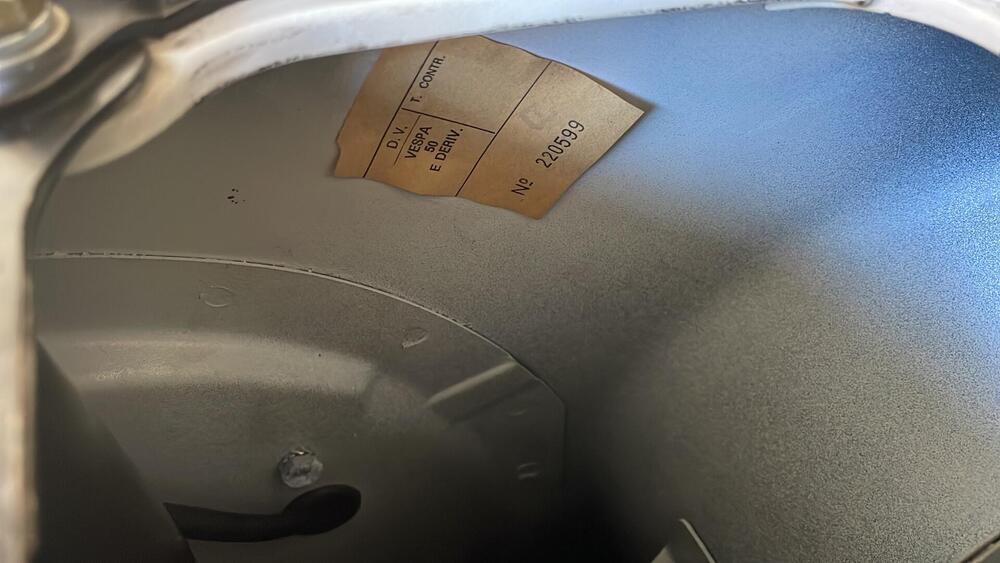 D. V.
T. CONTR.
VESPA
50
E DERIV.
Nº 220599